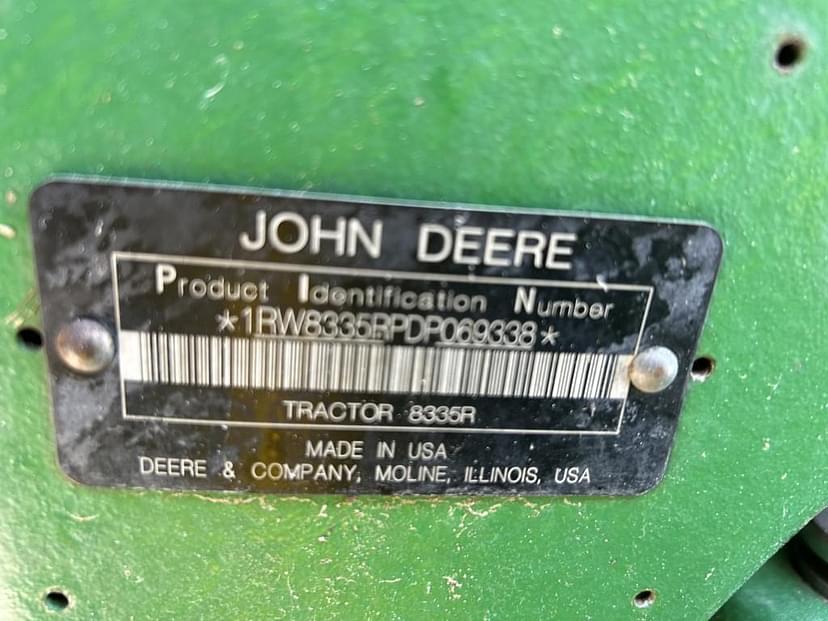 JOHN DEERE
Product Identification Number
*1RW8335RPDP069338*
TRACTOR 8335R
MADE IN USA
DEERE & COMPANY, MOLINE, ILLINOIS, USA